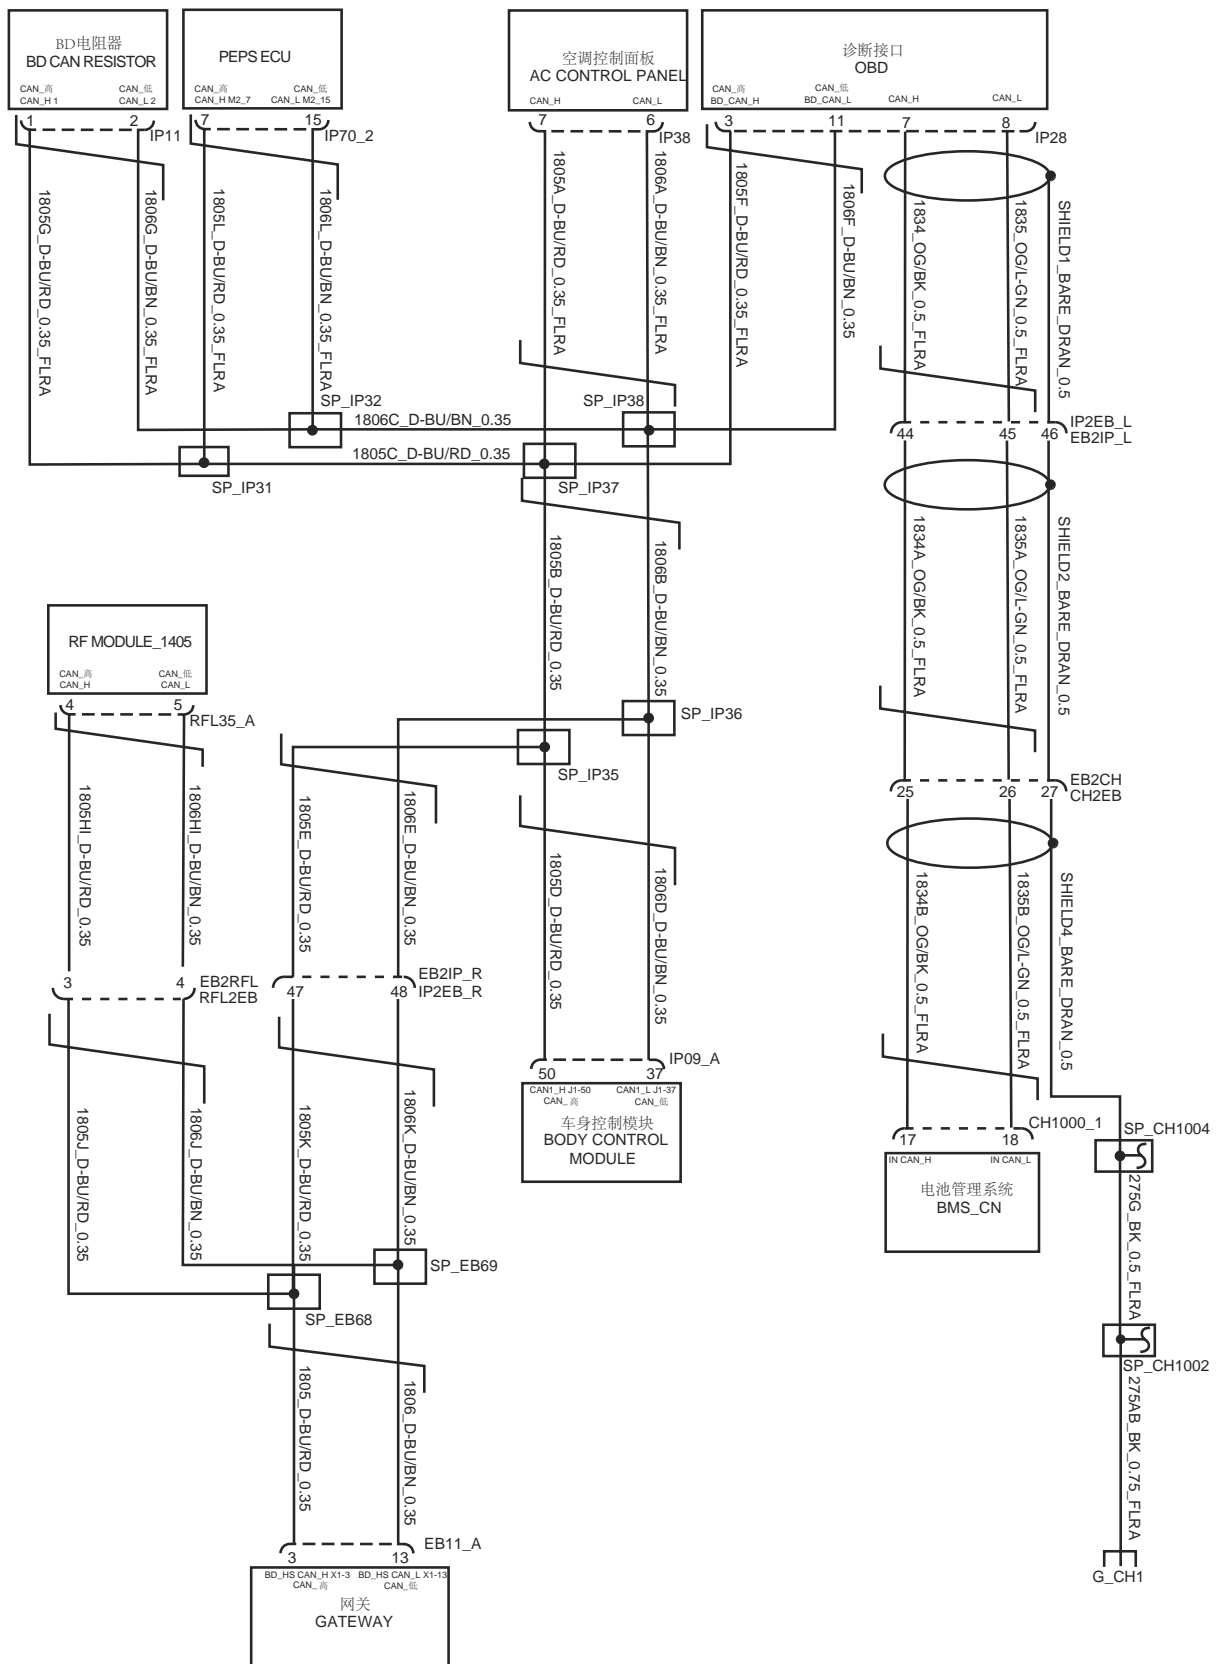 BD电阻器
BD CAN RESISTOR
CAN_高
CAN_H 1
CAN_低
CAN_L 2
1
2
IP11
PEPS ECU
CAN_高
CAN_H M2_7
CAN_低
CAN_L M2_15
7
15
IP70_2
空调控制面板
AC CONTROL PANEL
CAN_H
CAN_L
7
6
IP38
诊断接口
OBD
CAN_高
BD_CAN_H
CAN_低
BD_CAN_L
CAN_H
CAN_L
3
11
7
8
IP28
1805G_D-BU/RD_0.35_FLRA
1806G_D-BU/BN_0.35_FLRA
1805L_D-BU/RD_0.35_FLRA
1806L_D-BU/BN_0.35_FLRA
1805A_D-BU/RD_0.35_FLRA
1806A_D-BU/BN_0.35_FLRA
1805F_D-BU/RD_0.35_FLRA
1806F_D-BU/BN_0.35
1834_OG/BK_0.5_FLRA
1835_OG/L-GN_0.5_FLRA
SHIELD1_BARE_DRAN_0.5
SP_IP32
1806C_D-BU/BN_0.35
SP_IP38
1805C_D-BU/RD_0.35
SP_IP31
SP_IP37
44
45
46
IP2EB_L
EB2IP_L
1805B_D-BU/RD_0.35
1806B_D-BU/BN_0.35
1834A_OG/BK_0.5_FLRA
1835A_OG/L-GN_0.5_FLRA
SHIELD2_BARE_DRAN_0.5
RF MODULE_1405
CAN_高
CAN_H
CAN_低
CAN_L
4
5
RFL35_A
SP_IP36
SP_IP35
25
26
27
EB2CH
CH2EB
1805HI_D-BU/RD_0.35
1806HI_D-BU/BN_0.35
1805E_D-BU/RD_0.35
1806E_D-BU/BN_0.35
1805D_D-BU/RD_0.35
1806D_D-BU/BN_0.35
1834B_OG/BK_0.5_FLRA
1835B_OG/L-GN_0.5_FLRA
SHIELD4_BARE_DRAN_0.5
3
4
EB2RFL
RFL2EB
47
48
EB2IP_R
IP2EB_R
50
37
IP09_A
CAN1_H J1-50
CAN_高
CAN1_L J1-37
CAN_低
车身控制模块
BODY CONTROL
MODULE
17
18
CH1000_1
IN CAN_H
IN CAN_L
电池管理系统
BMS_CN
SP_CH1004
275G_BK_0.5_FLRA
SP_CH1002
275AB_BK_0.75_FLRA
G_CH1
1805J_D-BU/RD_0.35
1806J_D-BU/BN_0.35
1805K_D-BU/RD_0.35
1806K_D-BU/BN_0.35
SP_EB69
SP_EB68
1805_D-BU/RD_0.35
1806_D-BU/BN_0.35
3
13
EB11_A
BD_HS CAN_H X1-3
CAN_高
BD_HS CAN_L X1-13
CAN_低
网关
GATEWAY